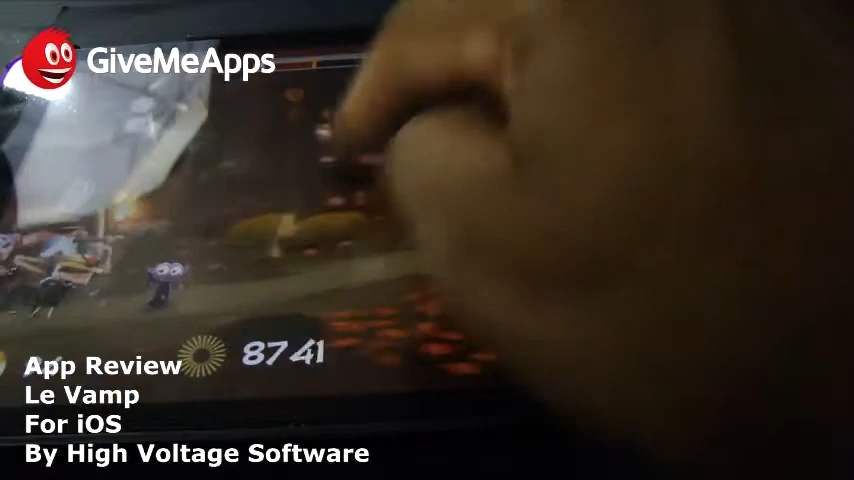 GiveMeApps
8741
App Review
Le Vamp
For iOS
By High Voltage Software